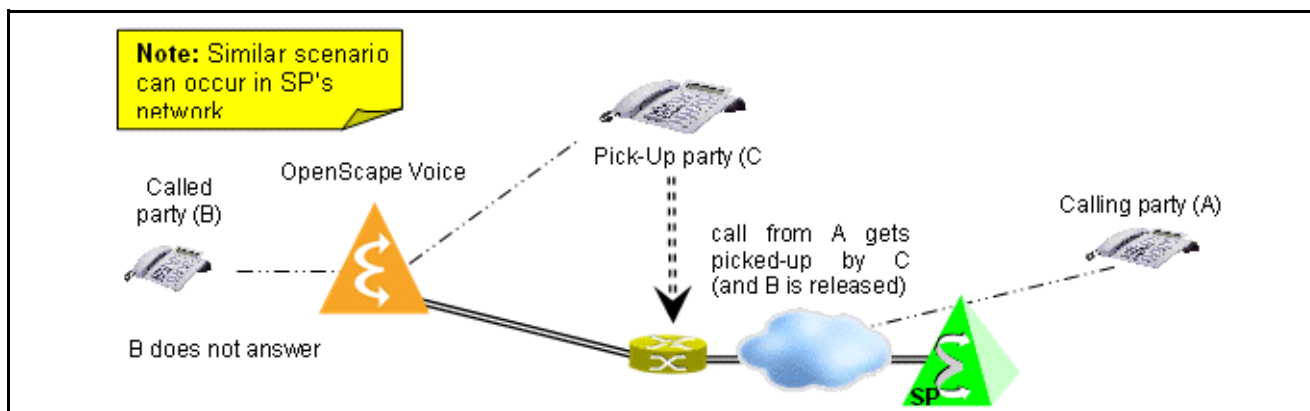 Note: Similar scenario
can occur in SP's
network
Pick-Up party (C
OpenScape Voice
Called
party (B)
Calling party (A)
call from A gets
picked-up by C
(and B is released)
B does not answer
SP